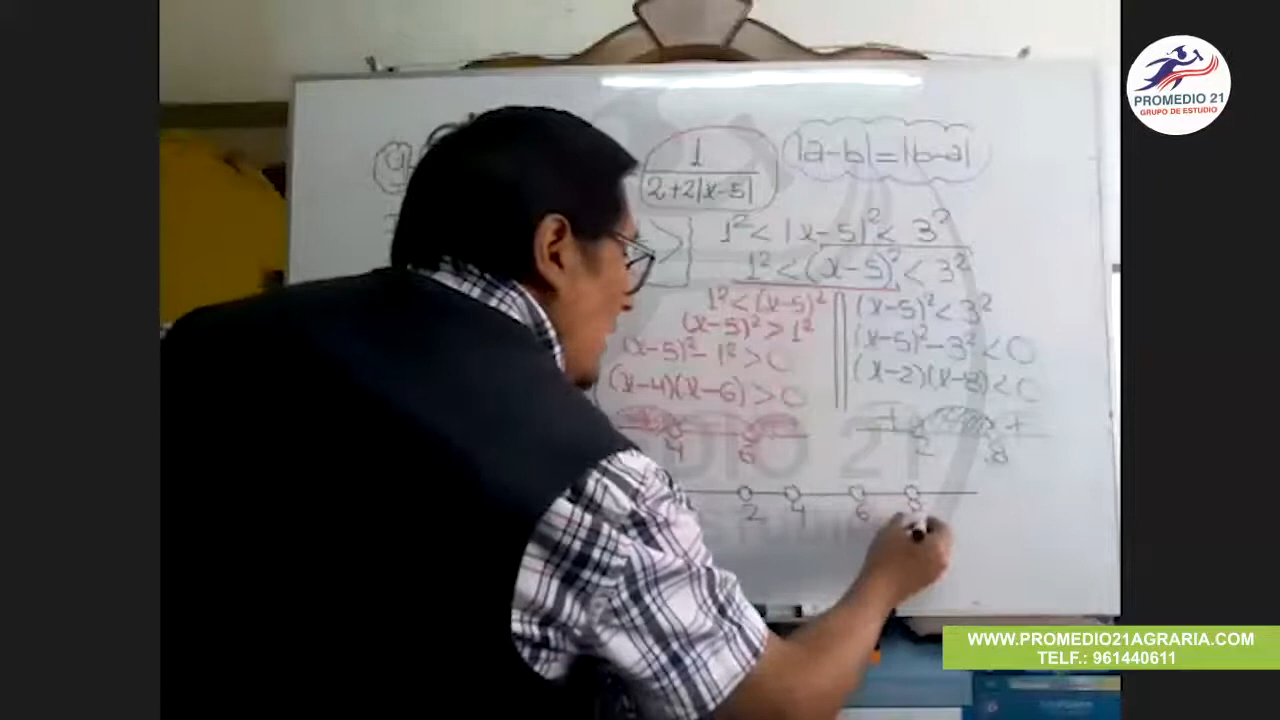 PROMEDIO 21
GRUPO DE ESTUDIO
1
2+2|x-5|
|a-b|=|b-a|
1² < |x-5|² < 3²
1² < (x-5)² < 3²
1² < (x-5)²
(x-5)² > 1²
(x-5)² - 1² > 0
(x-4)(x-6) > 0
4 6
(x-5)² < 3²
(x-5)² - 3² < 0
(x-2)(x-8) < 0
+ - +
2 8
2 4 6 8
WWW.PROMEDIO21AGRARIA.COM
TELF.: 961440611